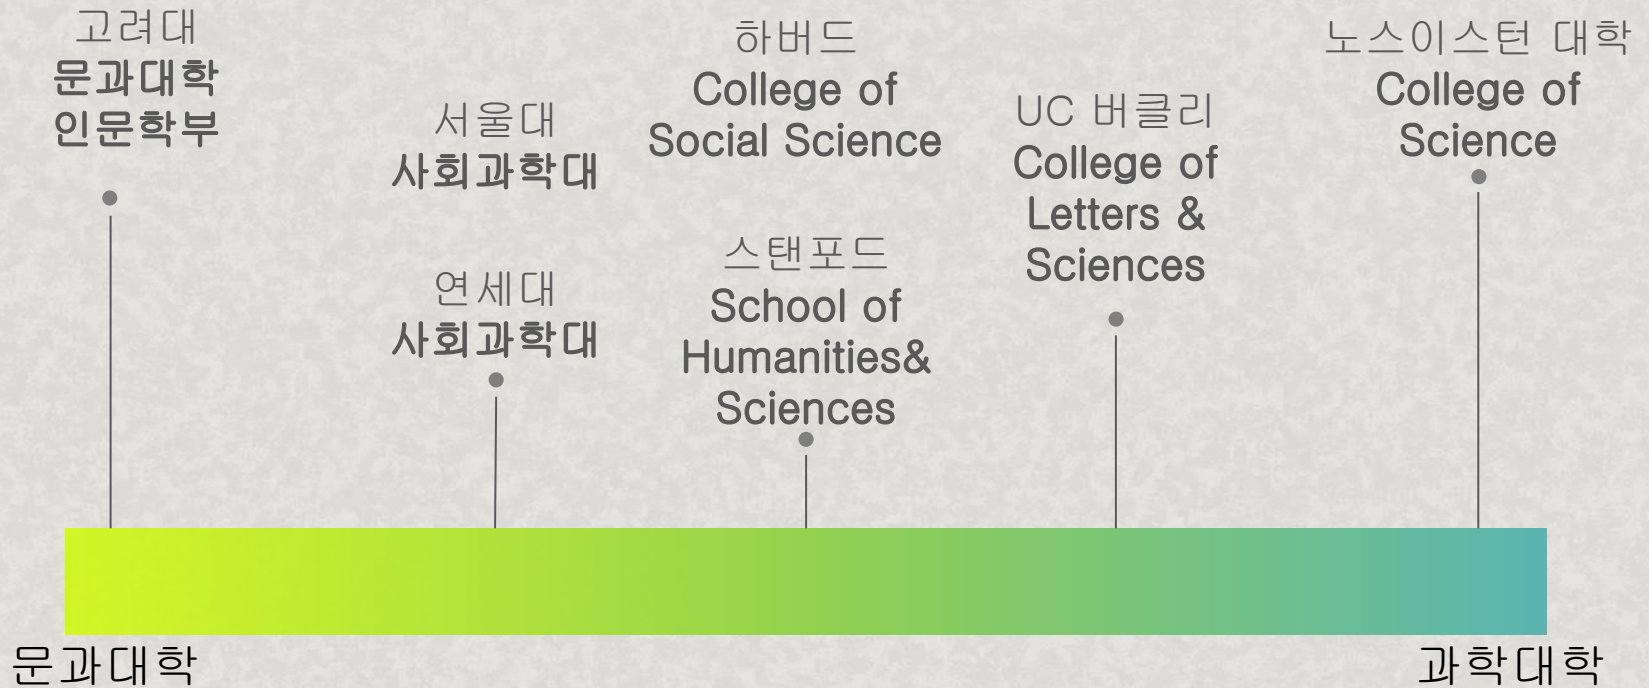 고려대
문과대학
인문학부
서울대
사회과학대
연세대
사회과학대
하버드
College of
Social Science
스탠포드
School of
Humanities&
Sciences
UC 버클리
College of
Letters &
Sciences
노스이스턴 대학
College of
Science
문과대학
과학대학